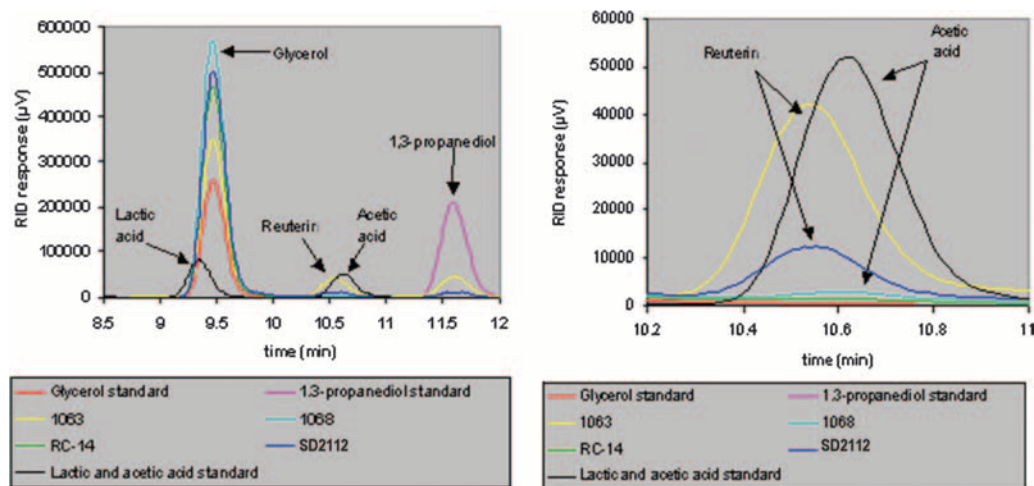 RID response (µV)
600000
500000
400000
300000
200000
100000
0
Glycerol
1,3-propanediol
Lactic
acid
Reuterin
Acetic
acid
8.5 9 9.5 10 10.5 11 11.5 12
time (min)
Glycerol standard 1,3-propanediol standard
1063 1068
RC-14 SD2112
Lactic and acetic acid standard
RID response (µV)
60000
50000
40000
30000
20000
10000
0
Reuterin
Acetic
acid
10.2 10.4 10.6 10.8 11
time (min)
Glycerol standard 1,3-propanediol standard
1063 1068
RC-14 SD2112
Lactic and acetic acid standard